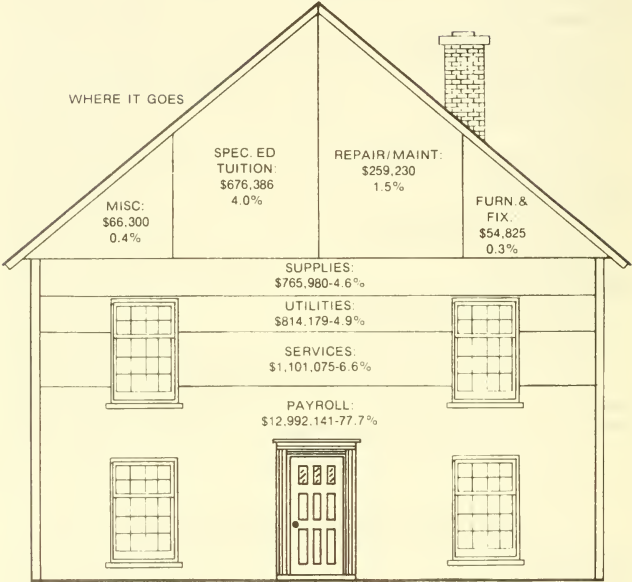 WHERE IT GOES
SPEC. ED
TUITION:
$676,386
4.0%
REPAIR/MAINT:
$259,230
1.5%
MISC:
$66,300
0.4%
FURN.&
FIX.
$54,825
0.3%
SUPPLIES:
$765,980-4.6%
UTILITIES:
$814.179-4.9%
SERVICES:
$1,101,075-6.6%
PAYROLL:
$12,992.141-77.7%